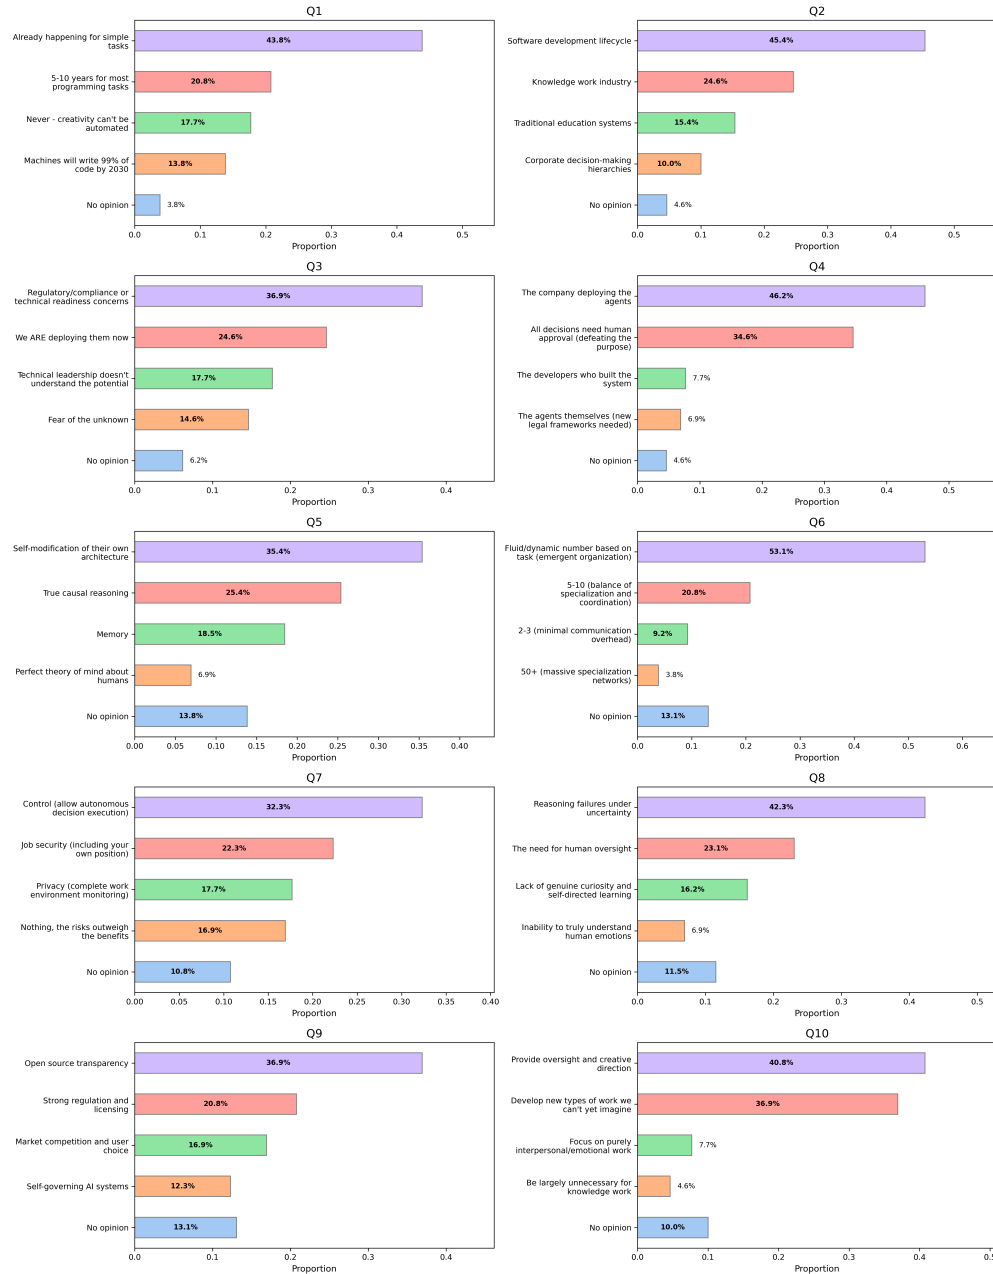 Q1
Already happening for simple
tasks
43.8%
5-10 years for most
programming tasks
20.8%
Never - creativity can't be
automated
17.7%
Machines will write 99% of
code by 2030
13.8%
No opinion
3.8%
0.0 0.1 0.2 0.3 0.4 0.5
Proportion
Q2
Software development lifecycle
45.4%
Knowledge work industry
24.6%
Traditional education systems
15.4%
Corporate decision-making
hierarchies
10.0%
No opinion
4.6%
0.0 0.1 0.2 0.3 0.4 0.5
Proportion
Q3
Regulatory/compliance or
technical readiness concerns
36.9%
We ARE deploying them now
24.6%
Technical leadership doesn't
understand the potential
17.7%
Fear of the unknown
14.6%
No opinion
6.2%
0.0 0.1 0.2 0.3 0.4
Proportion
Q4
The company deploying the
agents
46.2%
All decisions need human
approval (defeating the
purpose)
34.6%
The developers who built the
system
7.7%
The agents themselves (new
legal frameworks needed)
6.9%
No opinion
4.6%
0.0 0.1 0.2 0.3 0.4 0.5
Proportion
Q5
Self-modification of their own
architecture
35.4%
True causal reasoning
25.4%
Memory
18.5%
Perfect theory of mind about
humans
6.9%
No opinion
13.8%
0.00 0.05 0.10 0.15 0.20 0.25 0.30 0.35 0.40
Proportion
Q6
Fluid/dynamic number based on
task (emergent organization)
53.1%
5-10 (balance of
specialization and
coordination)
20.8%
2-3 (minimal communication
overhead)
9.2%
50+ (massive specialization
networks)
3.8%
No opinion
13.1%
0.0 0.1 0.2 0.3 0.4 0.5 0.6
Proportion
Q7
Control (allow autonomous
decision execution)
32.3%
Job security (including your
own position)
22.3%
Privacy (complete work
environment monitoring)
17.7%
Nothing, the risks outweigh
the benefits
16.9%
No opinion
10.8%
0.00 0.05 0.10 0.15 0.20 0.25 0.30 0.35 0.40
Proportion
Q8
Reasoning failures under
uncertainty
42.3%
The need for human oversight
23.1%
Lack of genuine curiosity and
self-directed learning
16.2%
Inability to truly understand
human emotions
6.9%
No opinion
11.5%
0.0 0.1 0.2 0.3 0.4 0.5
Proportion
Q9
Open source transparency
36.9%
Strong regulation and
licensing
20.8%
Market competition and user
choice
16.9%
Self-governing AI systems
12.3%
No opinion
13.1%
0.0 0.1 0.2 0.3 0.4
Proportion
Q10
Provide oversight and creative
direction
40.8%
Develop new types of work we
can't yet imagine
36.9%
Focus on purely
interpersonal/emotional work
7.7%
Be largely unnecessary for
knowledge work
4.6%
No opinion
10.0%
0.0 0.1 0.2 0.3 0.4
Proportion